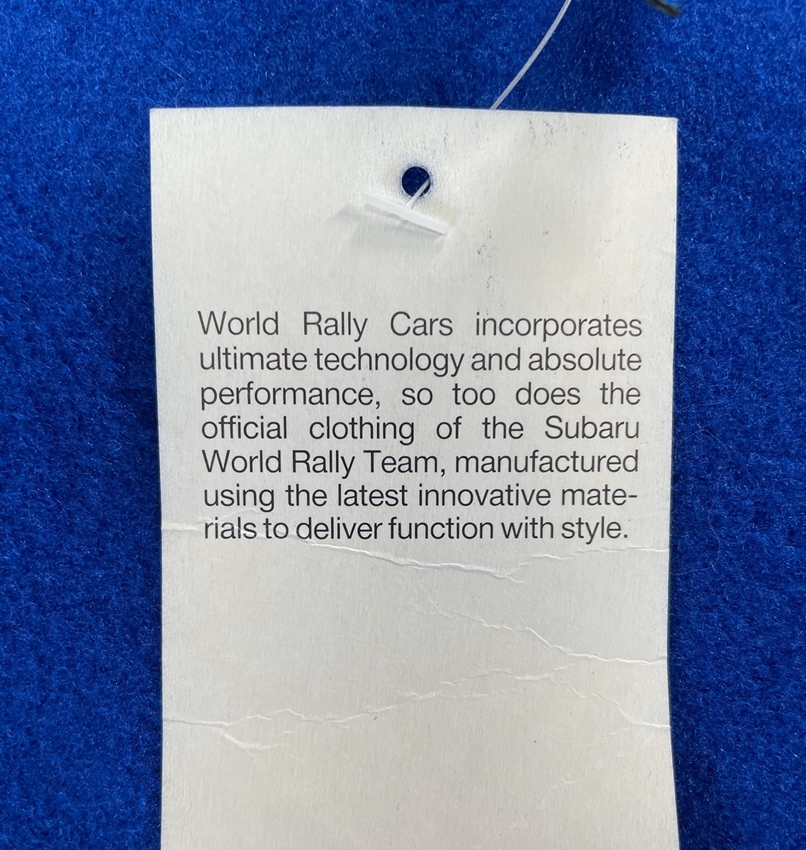 World Rally Cars incorporates
ultimate technology and absolute
performance, so too does the
official clothing of the Subaru
World Rally Team, manufactured
using the latest innovative mate-
rials to deliver function with style.